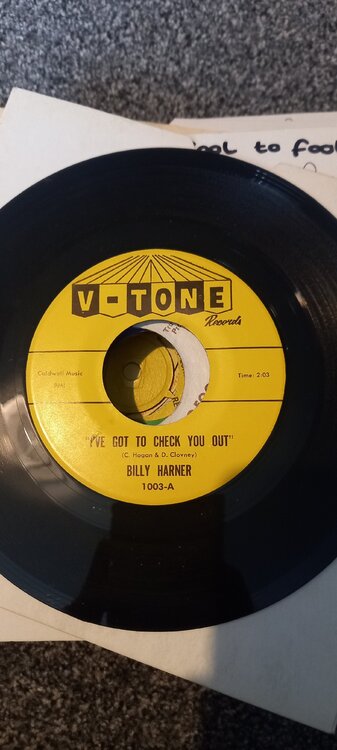 ool to fool
V-TONE
Records
Caldwell Music
BMI
Time: 2:03
"I'VE GOT TO CHECK YOU OUT"
(C. Hogan & D. Clavney)
BILLY HARNER
1003-A